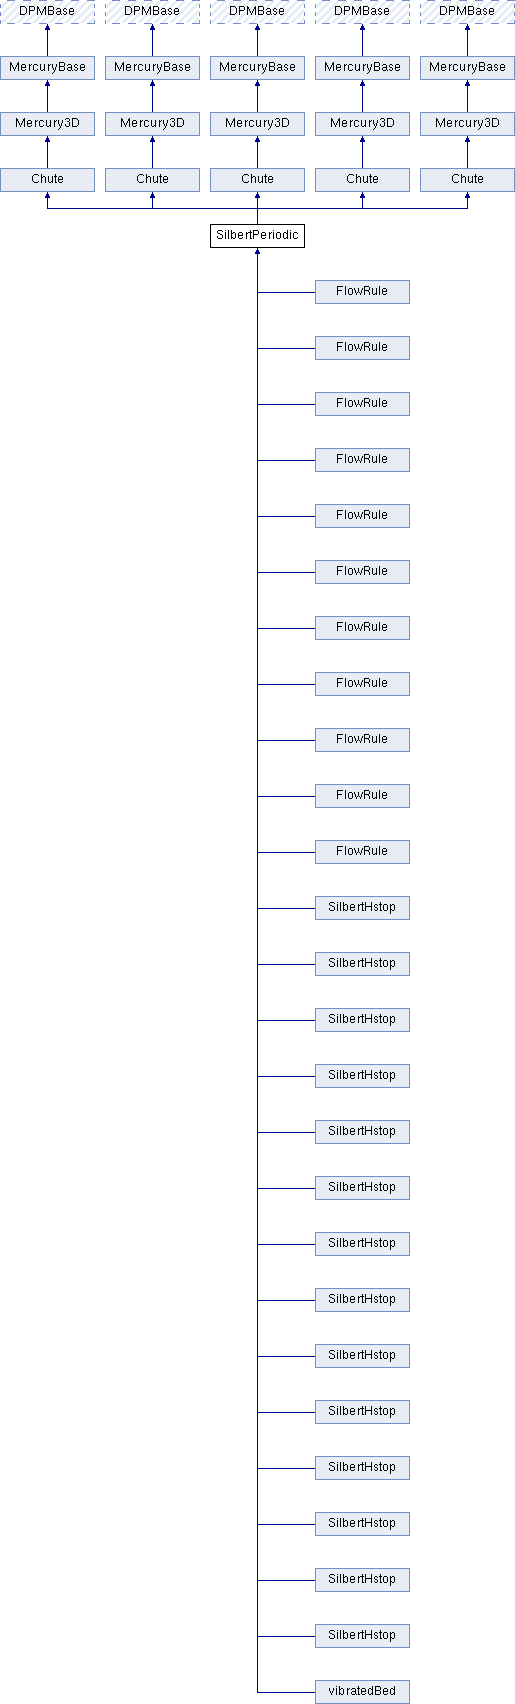 DPMBase DPMBase DPMBase DPMBase DPMBase
MercuryBase MercuryBase MercuryBase MercuryBase MercuryBase
Mercury3D Mercury3D Mercury3D Mercury3D Mercury3D
Chute Chute Chute Chute Chute
SilbertPeriodic
FlowRule
FlowRule
FlowRule
FlowRule
FlowRule
FlowRule
FlowRule
FlowRule
FlowRule
FlowRule
FlowRule
SilbertHstop
SilbertHstop
SilbertHstop
SilbertHstop
SilbertHstop
SilbertHstop
SilbertHstop
SilbertHstop
SilbertHstop
SilbertHstop
SilbertHstop
SilbertHstop
SilbertHstop
SilbertHstop
vibratedBed